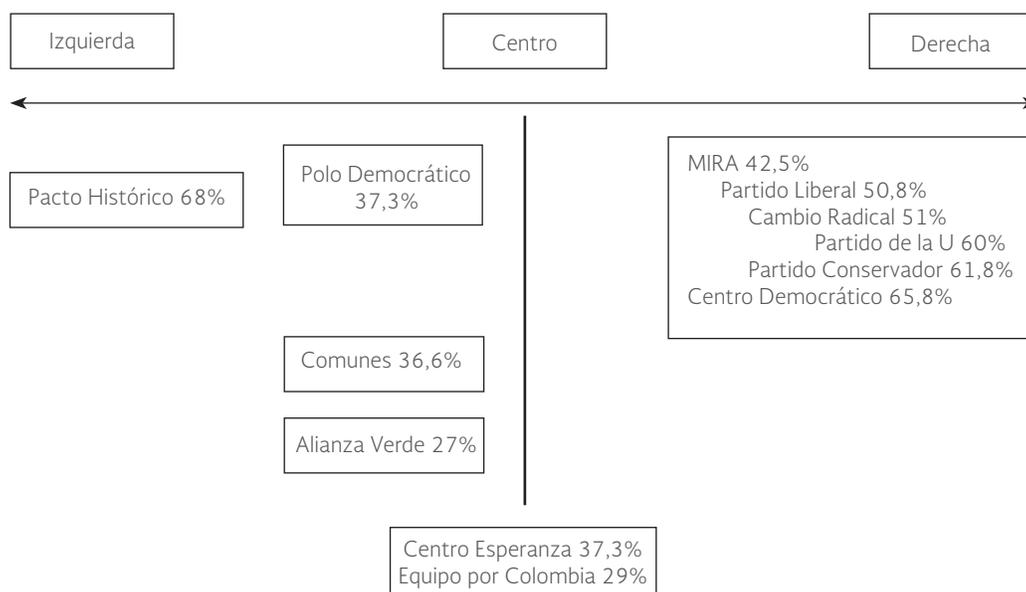 Izquierda
Centro
Derecha
Pacto Histórico 68%
Polo Democrático
37,3%
MIRA 42,5%
Partido Liberal 50,8%
Cambio Radical 51%
Partido de la U 60%
Partido Conservador 61,8%
Centro Democrático 65,8%
Comunes 36,6%
Alianza Verde 27%
Centro Esperanza 37,3%
Equipo por Colombia 29%